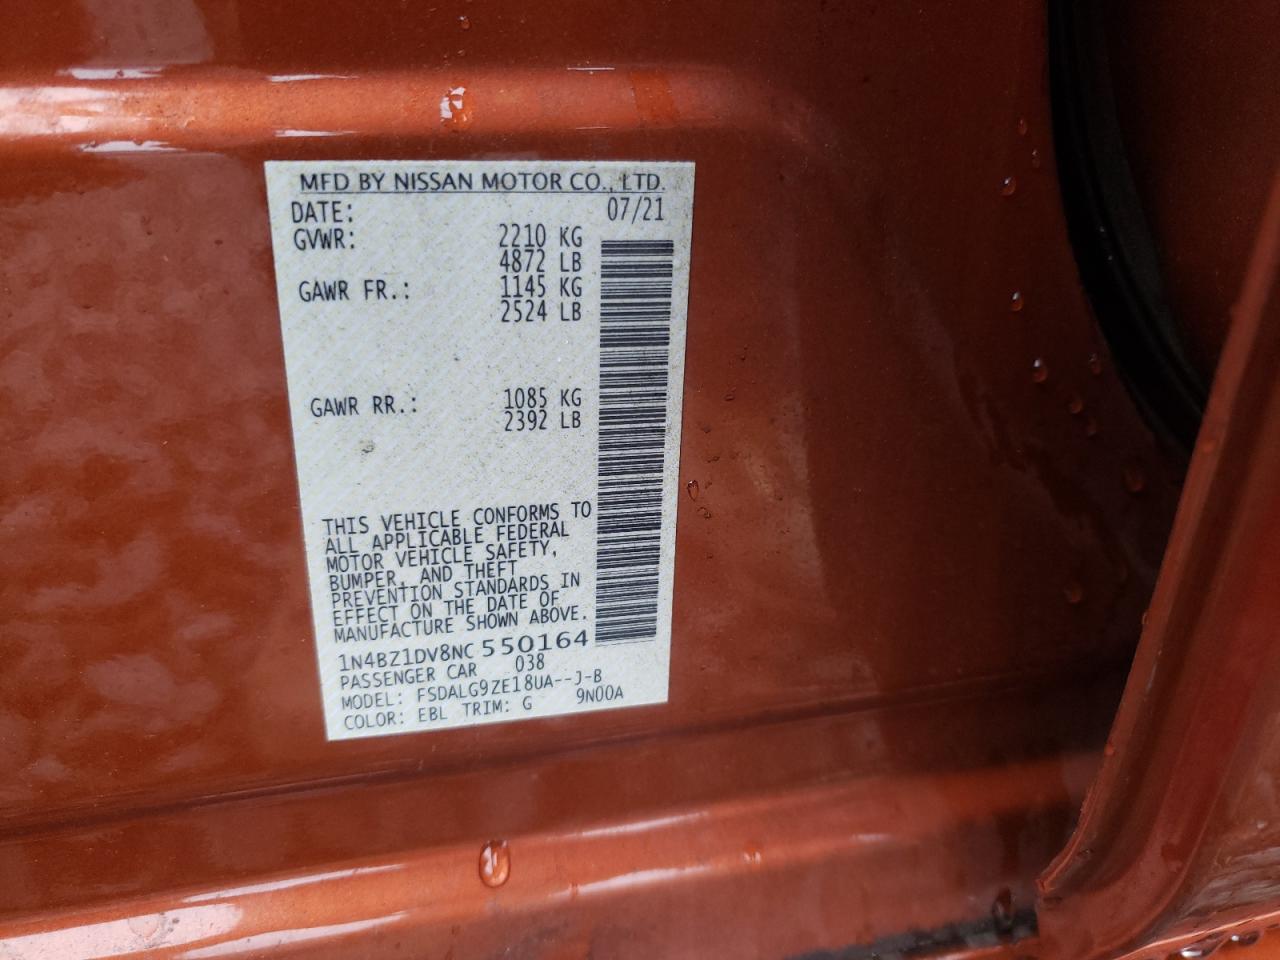 MFD BY NISSAN MOTOR CO., LTD.
DATE: 07/21
GVWR: 2210 KG
4872 LB
GAWR FR.: 1145 KG
2524 LB
GAWR RR.: 1085 KG
2392 LB
THIS VEHICLE CONFORMS TO
ALL APPLICABLE FEDERAL
MOTOR VEHICLE SAFETY,
BUMPER, AND THEFT
PREVENTION STANDARDS IN
EFFECT ON THE DATE OF
MANUFACTURE SHOWN ABOVE.
1N4BZ1DV8NC550164
PASSENGER CAR 038
MODEL: FSDALG9ZE18UA--J-B
COLOR: EBL TRIM: G 9N00A